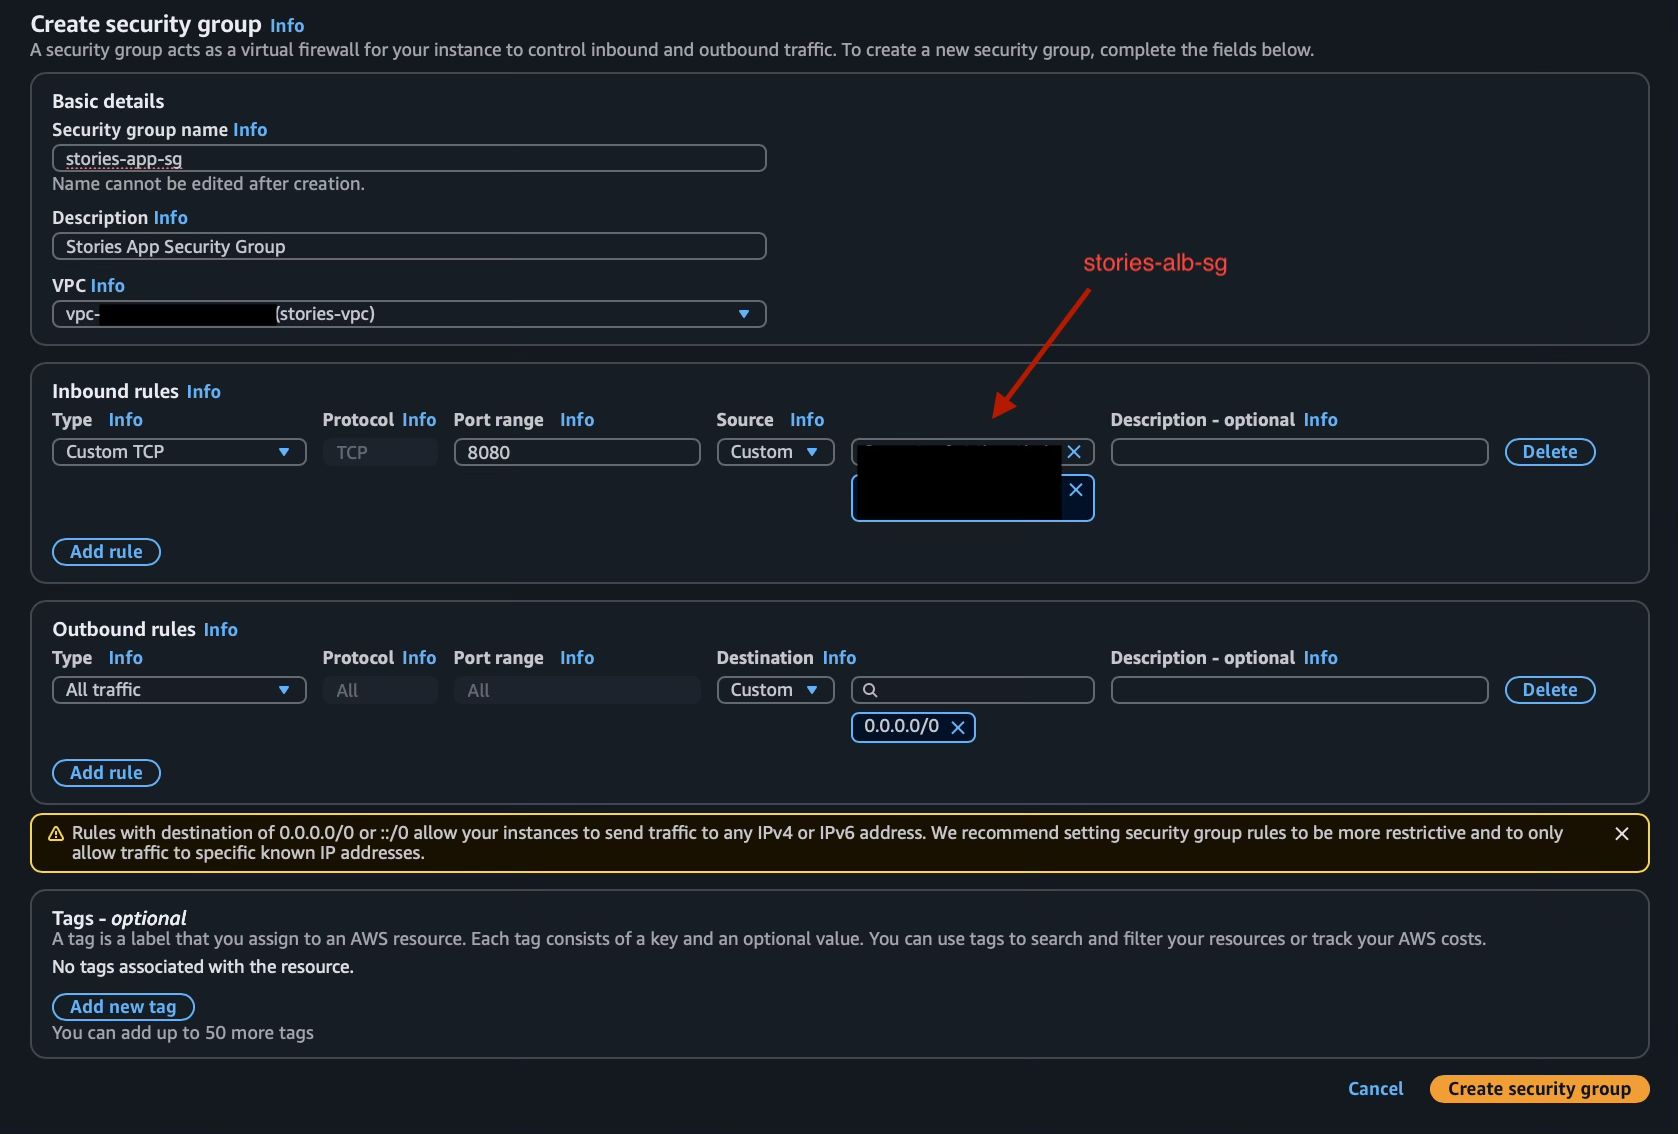 Create security group Info
A security group acts as a virtual firewall for your instance to control inbound and outbound traffic. To create a new security group, complete the fields below.
Basic details
Security group name Info
stories-app-sg
Name cannot be edited after creation.
Description Info
Stories App Security Group
VPC Info
vpc- (stories-vpc)
stories-alb-sg
Inbound rules Info
Type Info Protocol Info Port range Info Source Info Description - optional Info
Custom TCP TCP 8080 Custom Delete
Add rule
Outbound rules Info
Type Info Protocol Info Port range Info Destination Info Description - optional Info
All traffic All All Custom Delete
0.0.0.0/0
Add rule
Rules with destination of 0.0.0.0/0 or ::/0 allow your instances to send traffic to any IPv4 or IPv6 address. We recommend setting security group rules to be more restrictive and to only
allow traffic to specific known IP addresses.
Tags - optional
A tag is a label that you assign to an AWS resource. Each tag consists of a key and an optional value. You can use tags to search and filter your resources or track your AWS costs.
No tags associated with the resource.
Add new tag
You can add up to 50 more tags
Cancel Create security group